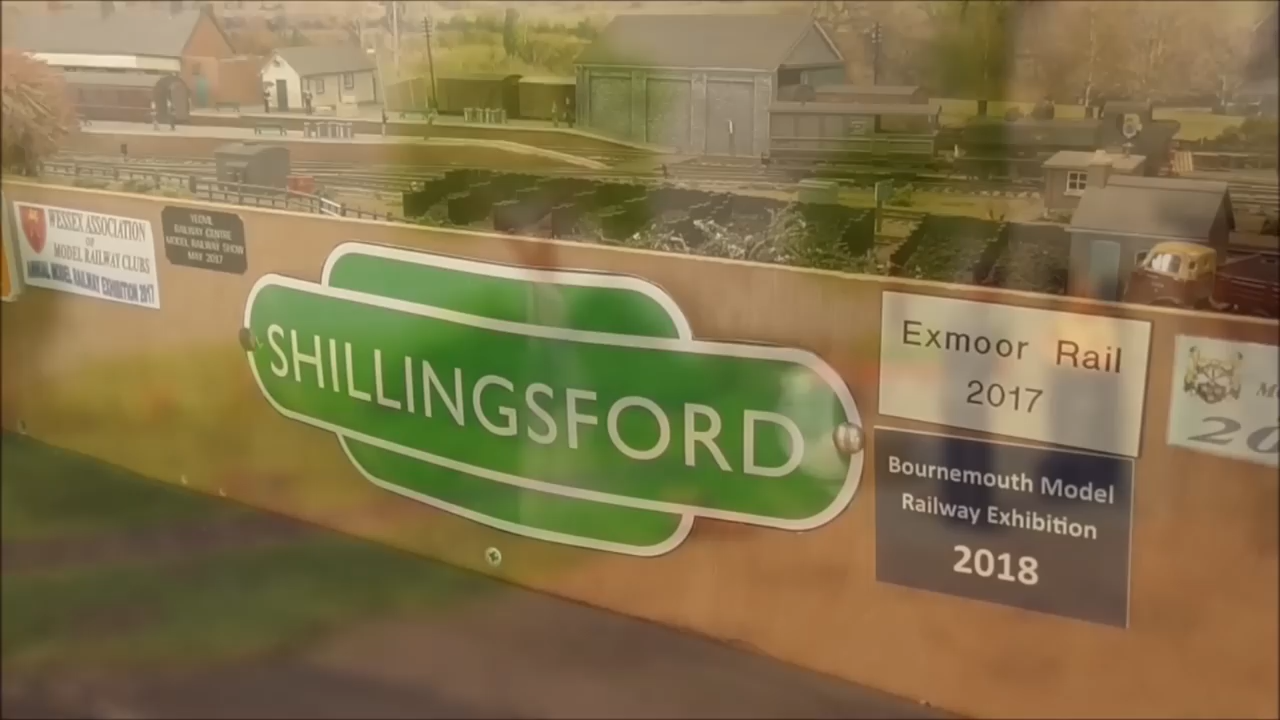 WESSEX ASSOCIATION
OF
MODEL RAILWAY CLUBS
ANNUAL MODEL RAILWAY EXHIBITION 2017
YEOVIL
RAILWAY CENTRE
MODEL RAILWAY SHOW
MAY 2017
SHILLINGSFORD
Exmoor Rail
2017
Bournemouth Model
Railway Exhibition
2018